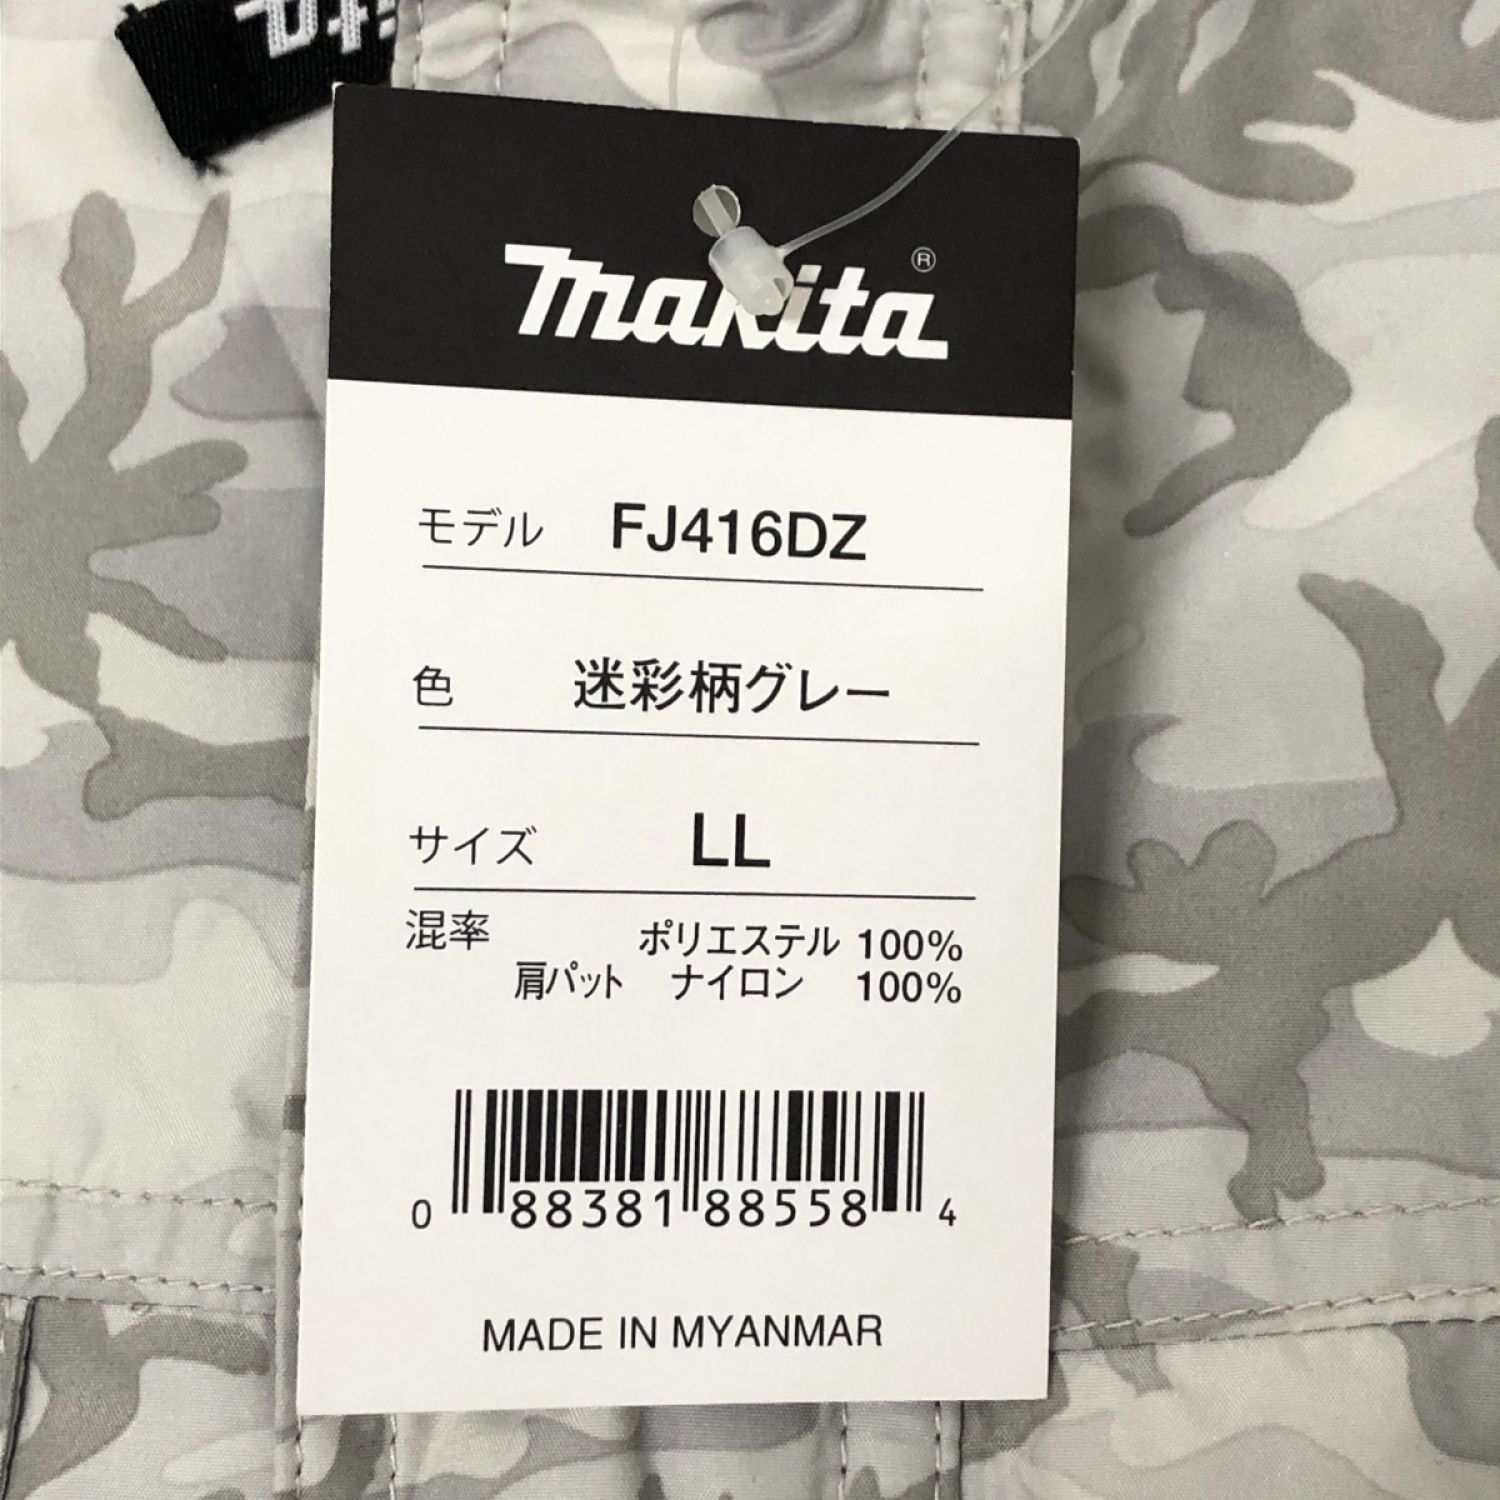 makita®
モデル FJ416DZ
色 迷彩柄グレー
サイズ LL
混率 ポリエステル 100%
肩パット ナイロン 100%
0 88381 88558 4
MADE IN MYANMAR